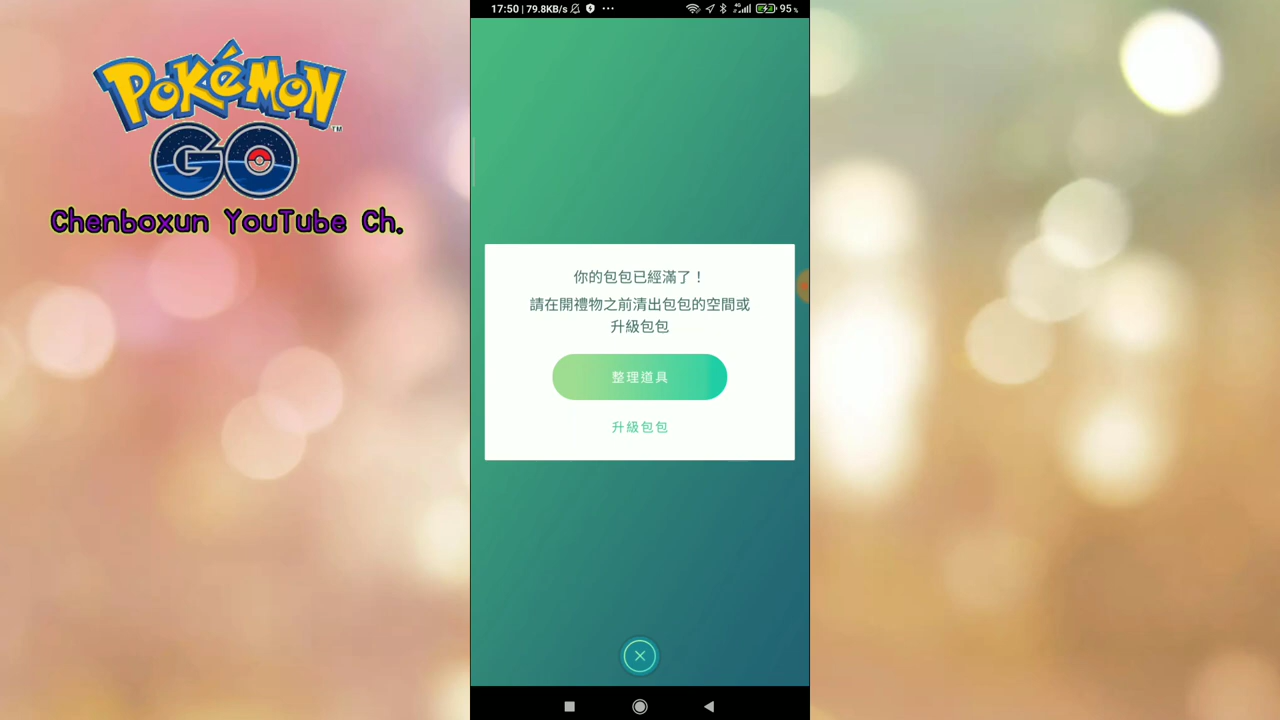 17:50 | 79.8KB/s ... 4G 95 %
POKéMON TM
GO
Chenboxun YouTube Ch.
你的包包已經滿了！
請在開禮物之前清出包包的空間或
升級包包
整理道具
升級包包